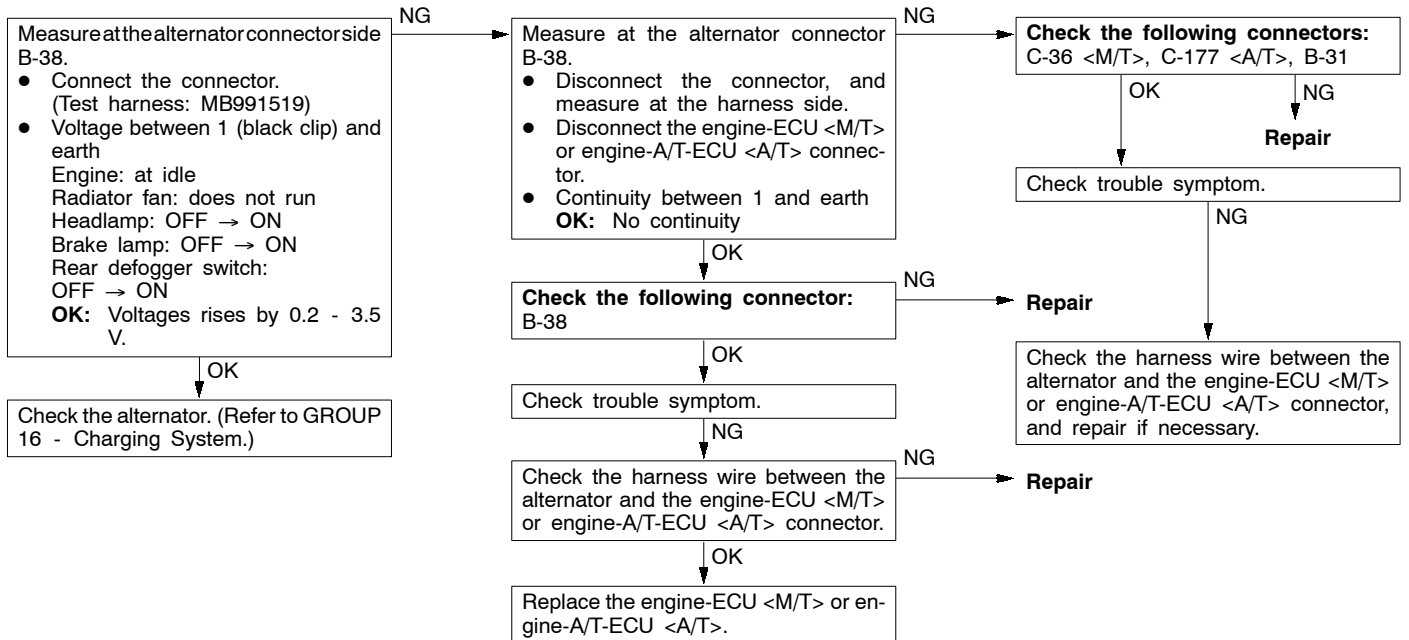 Measure at the alternator connector side
B-38.
● Connect the connector.
(Test harness: MB991519)
● Voltage between 1 (black clip) and
earth
Engine: at idle
Radiator fan: does not run
Headlamp: OFF → ON
Brake lamp: OFF → ON
Rear defogger switch:
OFF → ON
OK: Voltages rises by 0.2 - 3.5
V.
OK
Check the alternator. (Refer to GROUP
16 - Charging System.)
NG
Measure at the alternator connector
B-38.
● Disconnect the connector, and
measure at the harness side.
● Disconnect the engine-ECU <M/T>
or engine-A/T-ECU <A/T> connec-
tor.
● Continuity between 1 and earth
OK: No continuity
OK
Check the following connector:
B-38
NG
Repair
OK
Check trouble symptom.
NG
Check the harness wire between the
alternator and the engine-ECU <M/T>
or engine-A/T-ECU <A/T> connector.
NG
Repair
OK
Replace the engine-ECU <M/T> or en-
gine-A/T-ECU <A/T>.
NG
Check the following connectors:
C-36 <M/T>, C-177 <A/T>, B-31
OK
NG
Repair
Check trouble symptom.
NG
Check the harness wire between the
alternator and the engine-ECU <M/T>
or engine-A/T-ECU <A/T> connector,
and repair if necessary.